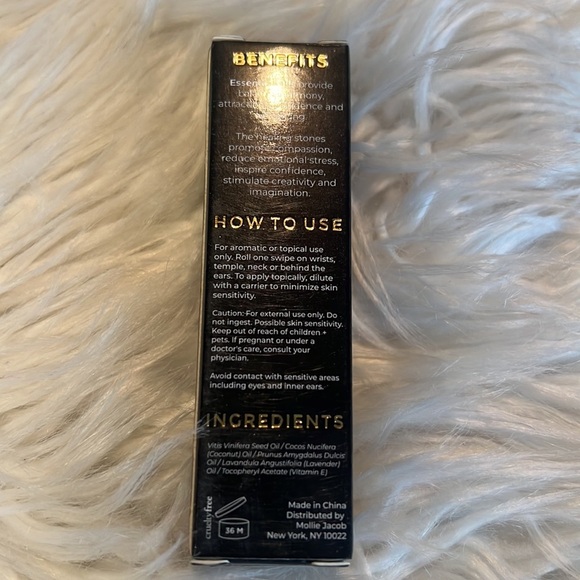 BENEFITS
Essential provide
harmony,
attrac and
The healing stones
promote compassion,
reduce emotional stress,
inspire confidence,
stimulate creativity and
imagination.
HOW TO USE
For aromatic or topical use
only. Roll one swipe on wrists,
temple, neck or behind the
ears. To apply topically, dilute
with a carrier to minimize skin
sensitivity.
Caution: For external use only. Do
not ingest. Possible skin sensitivity.
Keep out of reach of children +
pets. If pregnant or under a
doctor's care, consult your
physician.
Avoid contact with sensitive areas
including eyes and inner ears.
INGREDIENTS
Vitis Vinifera Seed Oil / Cocos Nucifera
(Coconut) Oil / Prunus Amygdalus Dulcis
Oil / Lavandula Angustifolia (Lavender)
Oil / Tocopheryl Acetate (Vitamin E)
crueltyfree
36 M
Made in China
Distributed by
Mollie Jacob
New York, NY 10022